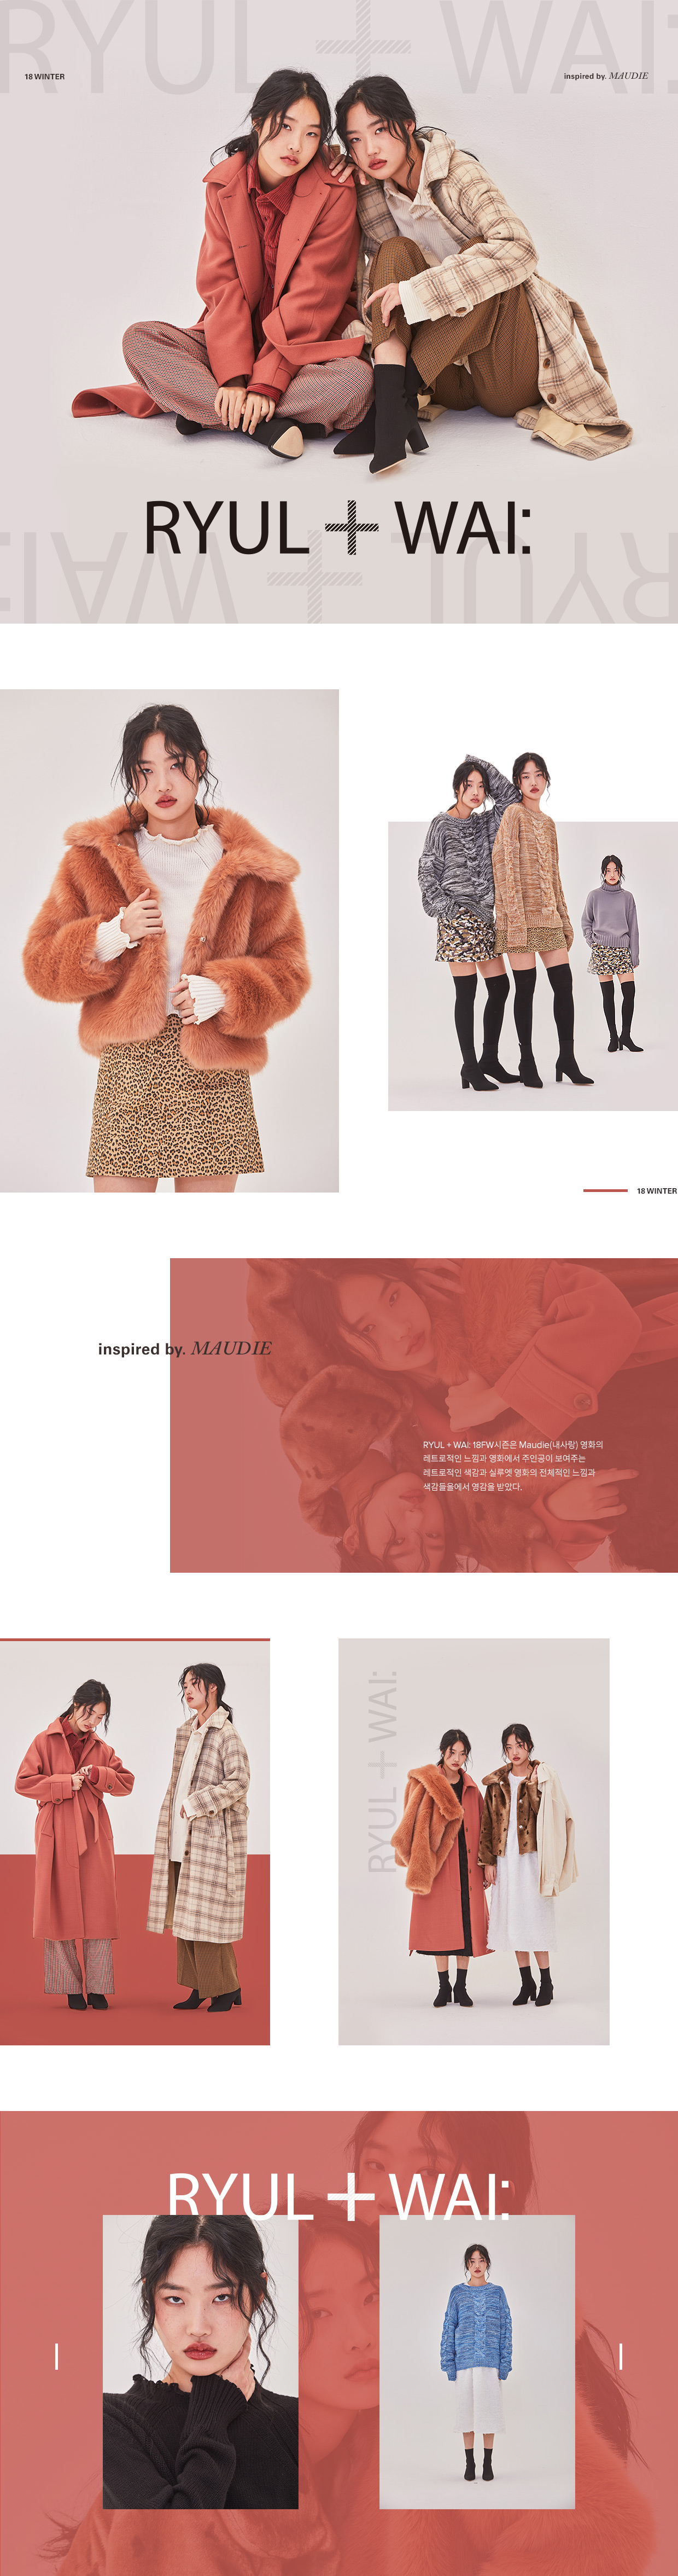 RYUL + WAI:
18 WINTER
inspired by. MAUDIE
RYUL + WAI:
RYUL + WAI:
18 WINTER
inspired by. MAUDIE
RYUL + WAI: 18FW시즌은 Maudie(내사랑) 영화의
레트로적인 느낌과 영화에서 주인공이 보여주는
레트로적인 색감과 실루엣 영화의 전체적인 느낌과
색감들을에서 영감을 받았다.
RYUL + WAI:
RYUL + WAI: